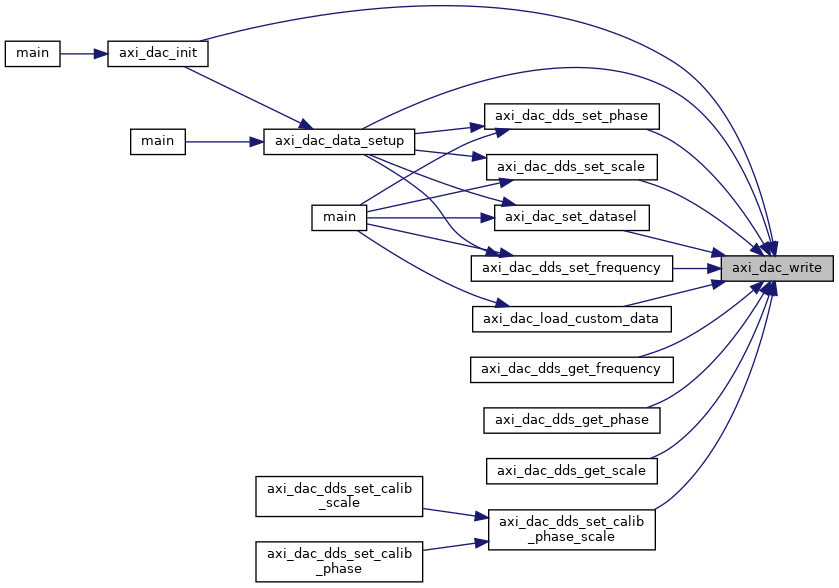 main
axi_dac_init
main
axi_dac_data_setup
axi_dac_dds_set_phase
axi_dac_dds_set_scale
main
axi_dac_set_datasel
axi_dac_dds_set_frequency
axi_dac_write
axi_dac_load_custom_data
axi_dac_dds_get_frequency
axi_dac_dds_get_phase
axi_dac_dds_get_scale
axi_dac_dds_set_calib
_scale
axi_dac_dds_set_calib
_phase_scale
axi_dac_dds_set_calib
_phase